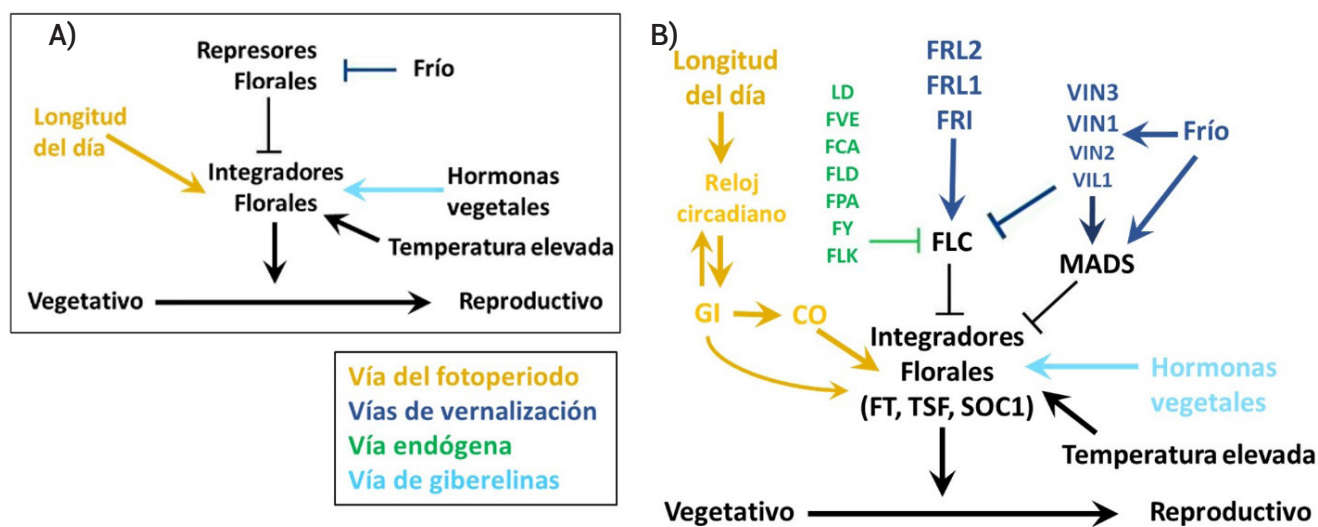 A)
Represores
Florales
Frío
Longitud
del día
Integradores
Florales
Hormonas
vegetales
Temperatura elevada
Vegetativo
Reproductivo
Vía del fotoperiodo
Vías de vernalización
Vía endógena
Vía de giberelinas
B)
Longitud
del día
Reloj
circadiano
GI
CO
LD
FVE
FCA
FLD
FPA
FY
FLK
FRL2
FRL1
FRI
FLC
VIN3
VIN1
VIN2
VIL1
Frío
MADS
Integradores
Florales
(FT, TSF, SOC1)
Hormonas
vegetales
Temperatura elevada
Vegetativo
Reproductivo